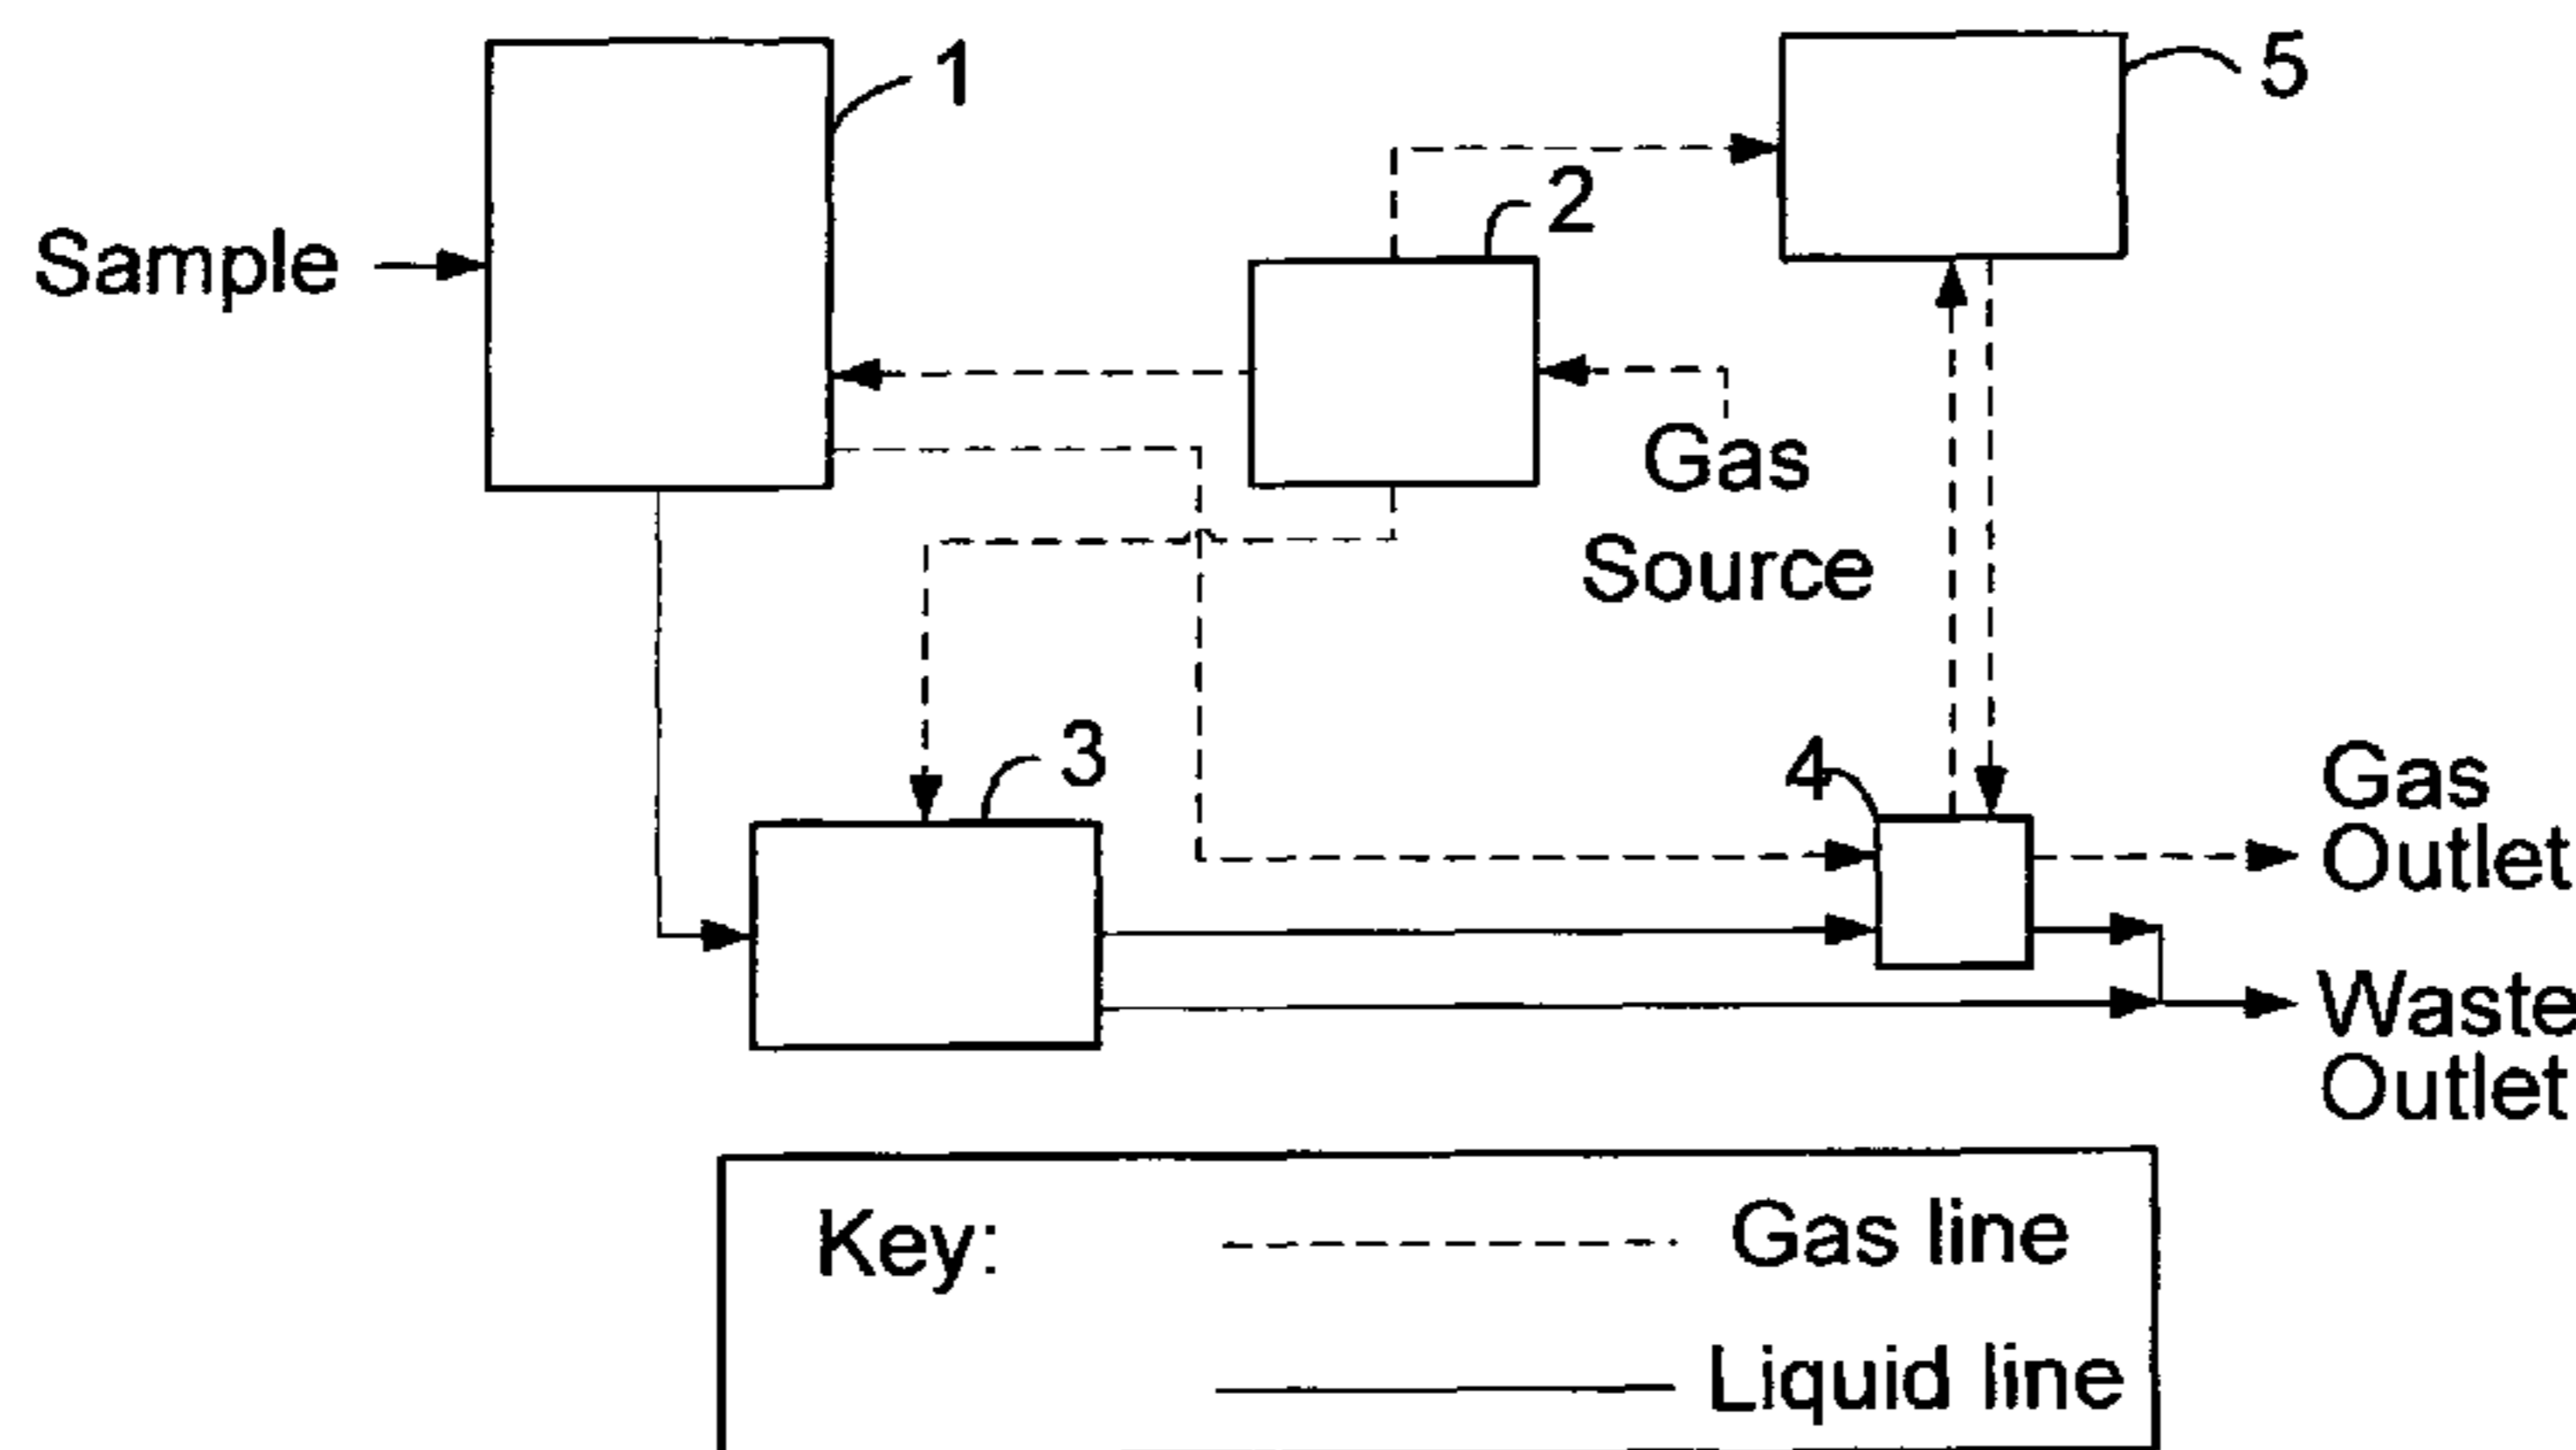 1
5
2
Sample
Gas
Source
3
4
Gas
Outlet
Waste
Outlet
Key:
Gas line
Liquid line